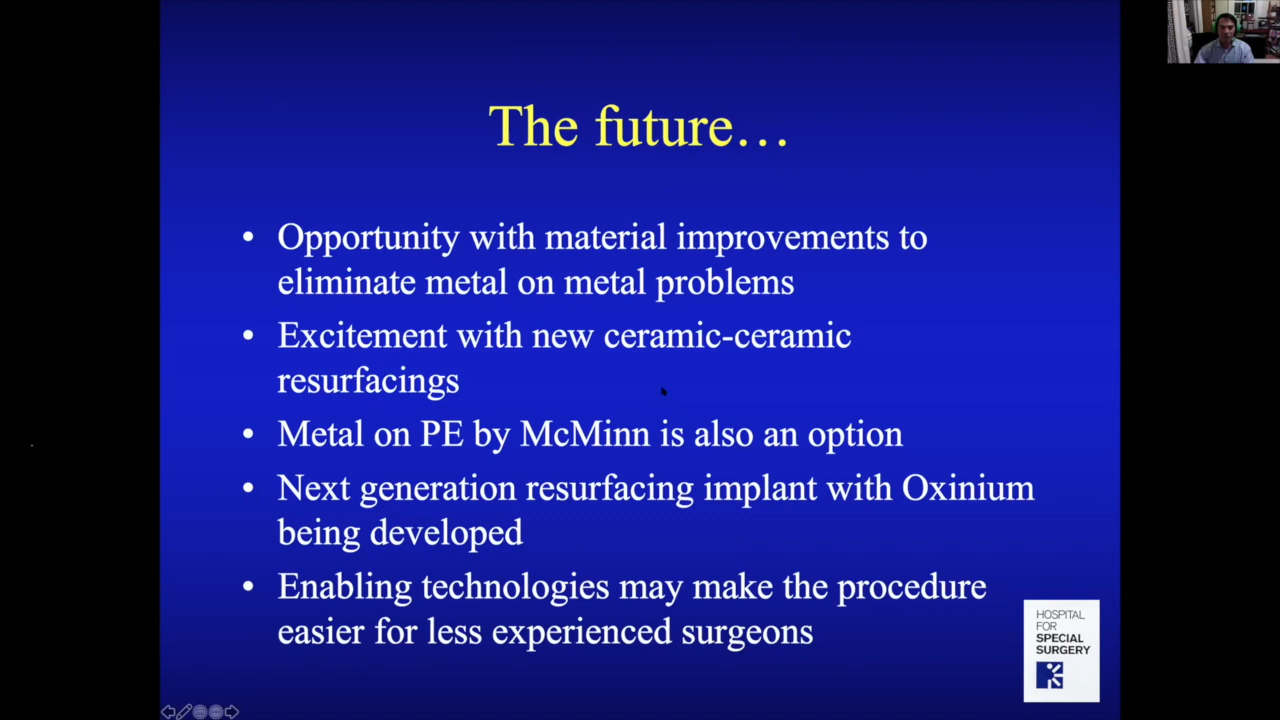 The future…
• Opportunity with material improvements to
eliminate metal on metal problems
• Excitement with new ceramic-ceramic
resurfacings
• Metal on PE by McMinn is also an option
• Next generation resurfacing implant with Oxinium
being developed
• Enabling technologies may make the procedure
easier for less experienced surgeons
HOSPITAL
FOR
SPECIAL
SURGERY